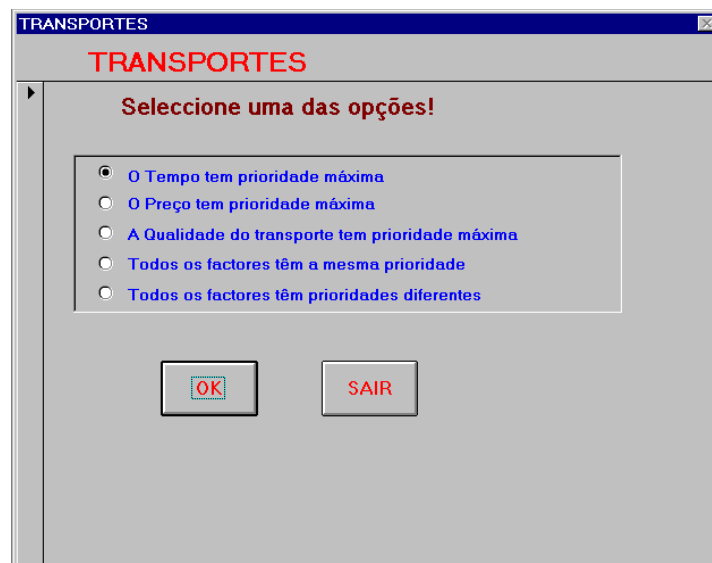 TRANSPORTES
TRANSPORTES
Seleccione uma das opções!
O Tempo tem prioridade máxima
O Preço tem prioridade máxima
A Qualidade do transporte tem prioridade máxima
Todos os factores têm a mesma prioridade
Todos os factores têm prioridades diferentes
OK SAIR